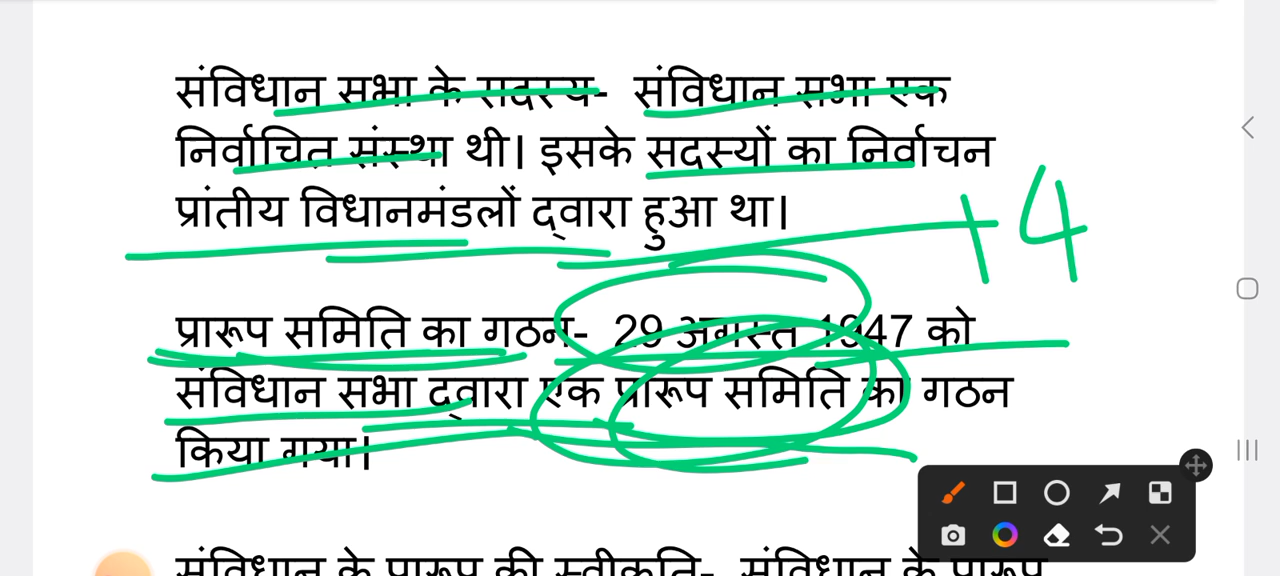 संविधान सभा के सदस्य-  संविधान सभा एक
निर्वाचित संस्था थी। इसके सदस्यों का निर्वाचन
प्रांतीय विधानमंडलों द्वारा हुआ था।
+4
प्रारूप समिति का गठन-  29 अगस्त 1947 को
संविधान सभा द्वारा एक प्रारूप समिति का गठन
किया गया।
संविधान के प्रारूप की स्वीकृति-  संविधान के प्रारूप